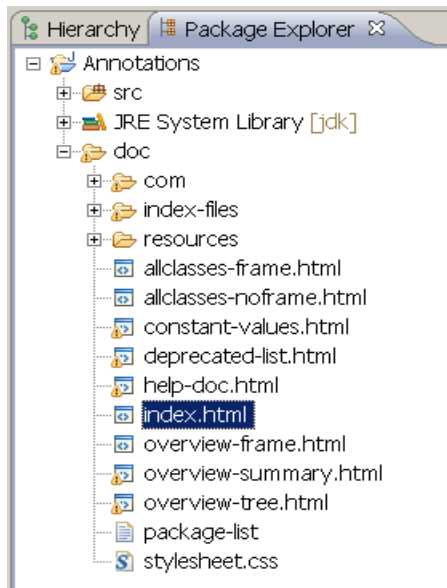 Hierarchy Package Explorer
Annotations
src
JRE System Library [jdk]
doc
com
index-files
resources
allclasses-frame.html
allclasses-noframe.html
constant-values.html
deprecated-list.html
help-doc.html
index.html
overview-frame.html
overview-summary.html
overview-tree.html
package-list
stylesheet.css